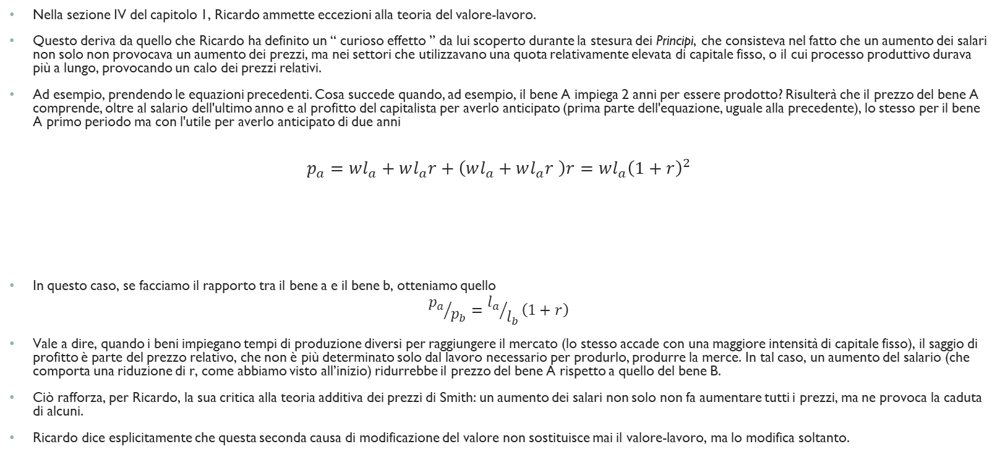 • Nella sezione IV del capitolo 1, Ricardo ammette eccezioni alla teoria del valore-lavoro.
• Questo deriva da quello che Ricardo ha definito un “ curioso effetto ” da lui scoperto durante la stesura dei Principi, che consisteva nel fatto che un aumento dei salari
non solo non provocava un aumento dei prezzi, ma nei settori che utilizzavano una quota relativamente elevata di capitale fisso, o il cui processo produttivo durava
più a lungo, provocando un calo dei prezzi relativi.
• Ad esempio, prendendo le equazioni precedenti. Cosa succede quando, ad esempio, il bene A impiega 2 anni per essere prodotto? Risulterà che il prezzo del bene A
comprende, oltre al salario dell'ultimo anno e al profitto del capitalista per averlo anticipato (prima parte dell'equazione, uguale alla precedente), lo stesso per il bene
A primo periodo ma con l'utile per averlo anticipato di due anni
pₐ = wlₐ + wlₐr + (wlₐ + wlₐr )r = wlₐ(1 + r)²
• In questo caso, se facciamo il rapporto tra il bene a e il bene b, otteniamo quello
p_a/p_b = l_a/l_b (1 + r)
• Vale a dire, quando i beni impiegano tempi di produzione diversi per raggiungere il mercato (lo stesso accade con una maggiore intensità di capitale fisso), il saggio di
profitto è parte del prezzo relativo, che non è più determinato solo dal lavoro necessario per produrlo, produrre la merce. In tal caso, un aumento del salario (che
comporta una riduzione di r, come abbiamo visto all’inizio) ridurrebbe il prezzo del bene A rispetto a quello del bene B.
• Ciò rafforza, per Ricardo, la sua critica alla teoria additiva dei prezzi di Smith: un aumento dei salari non solo non fa aumentare tutti i prezzi, ma ne provoca la caduta
di alcuni.
• Ricardo dice esplicitamente che questa seconda causa di modificazione del valore non sostituisce mai il valore-lavoro, ma lo modifica soltanto.